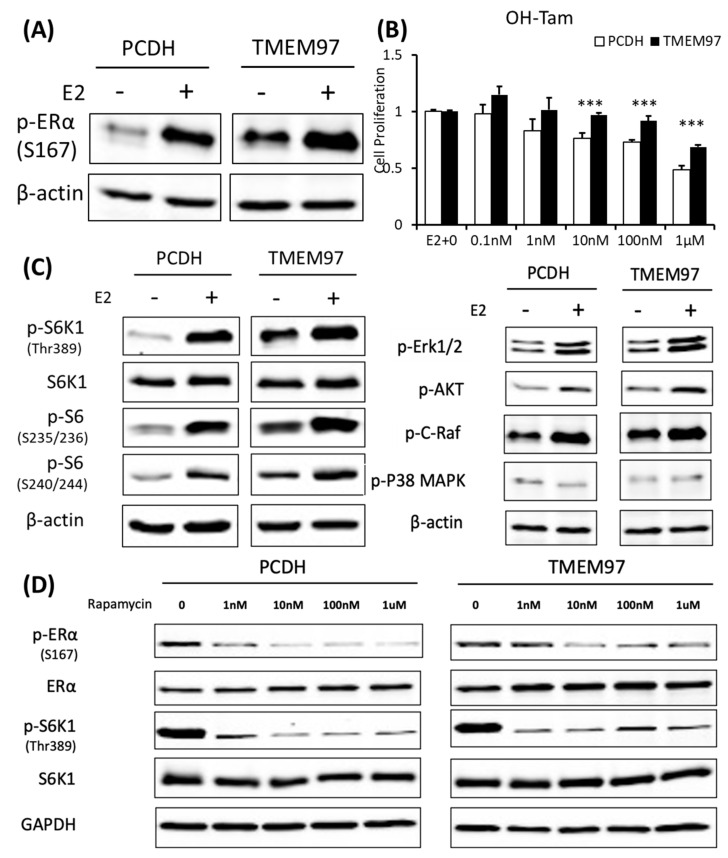 (A)
PCDH TMEM97
E2 - + - +
p-ERα
(S167)
β-actin
(B)
OH-Tam
PCDH TMEM97
Cell Proliferation
1.5
1
0.5
0
*** *** ***
E2+0 0.1nM 1nM 10nM 100nM 1μM
(C)
PCDH TMEM97
E2 - + - +
p-S6K1
(Thr389)
S6K1
p-S6
(S235/236)
p-S6
(S240/244)
β-actin
PCDH TMEM97
E2 - + - +
p-Erk1/2
p-AKT
p-C-Raf
p-P38 MAPK
β-actin
(D)
PCDH TMEM97
Rapamycin 0 1nM 10nM 100nM 1uM 0 1nM 10nM 100nM 1uM
p-ERα
(S167)
ERα
p-S6K1
(Thr389)
S6K1
GAPDH